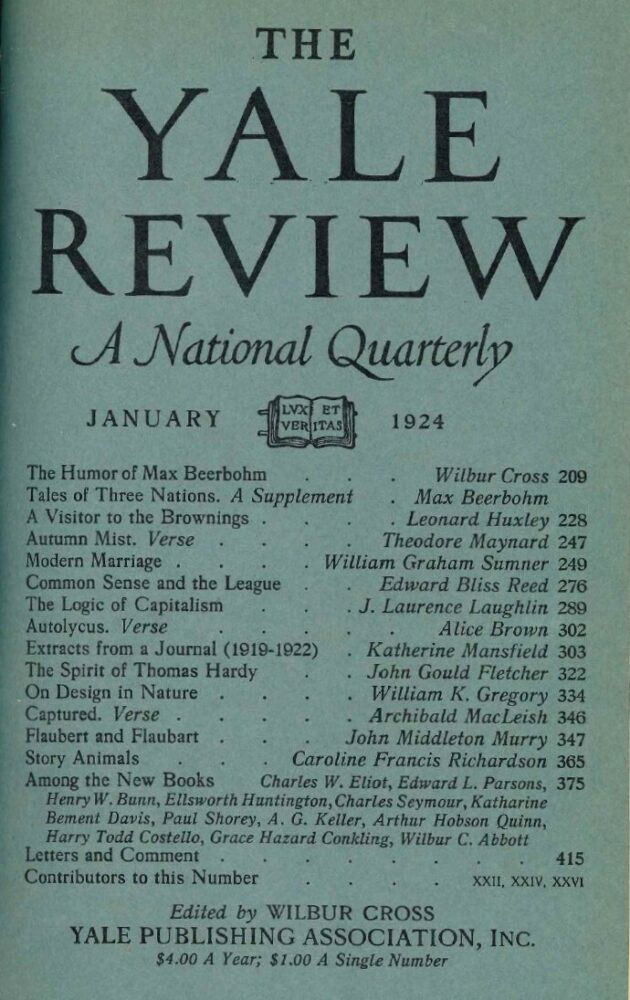 THE
YALE
REVIEW
A National Quarterly
JANUARY LVX ET VERITAS 1924
The Humor of Max Beerbohm . . . Wilbur Cross 209
Tales of Three Nations. A Supplement . Max Beerbohm
A Visitor to the Brownings . . . . Leonard Huxley 228
Autumn Mist. Verse . . . . Theodore Maynard 247
Modern Marriage . . . . William Graham Sumner 249
Common Sense and the League . . Edward Bliss Reed 276
The Logic of Capitalism . . . J. Laurence Laughlin 289
Autolycus. Verse . . . . . Alice Brown 302
Extracts from a Journal (1919-1922) . Katherine Mansfield 303
The Spirit of Thomas Hardy . . John Gould Fletcher 322
On Design in Nature . . . . William K. Gregory 334
Captured. Verse . . . . . Archibald MacLeish 346
Flaubert and Flaubart . . . John Middleton Murry 347
Story Animals . . . Caroline Francis Richardson 365
Among the New Books Charles W. Eliot, Edward L. Parsons, 375
Henry W. Bunn, Ellsworth Huntington, Charles Seymour, Katharine
Bement Davis, Paul Shorey, A. G. Keller, Arthur Hobson Quinn,
Harry Todd Costello, Grace Hazard Conkling, Wilbur C. Abbott
Letters and Comment . . . . . . . . 415
Contributors to this Number . . . . XXII, XXIV, XXVI
Edited by WILBUR CROSS
YALE PUBLISHING ASSOCIATION, INC.
$4.00 A Year; $1.00 A Single Number